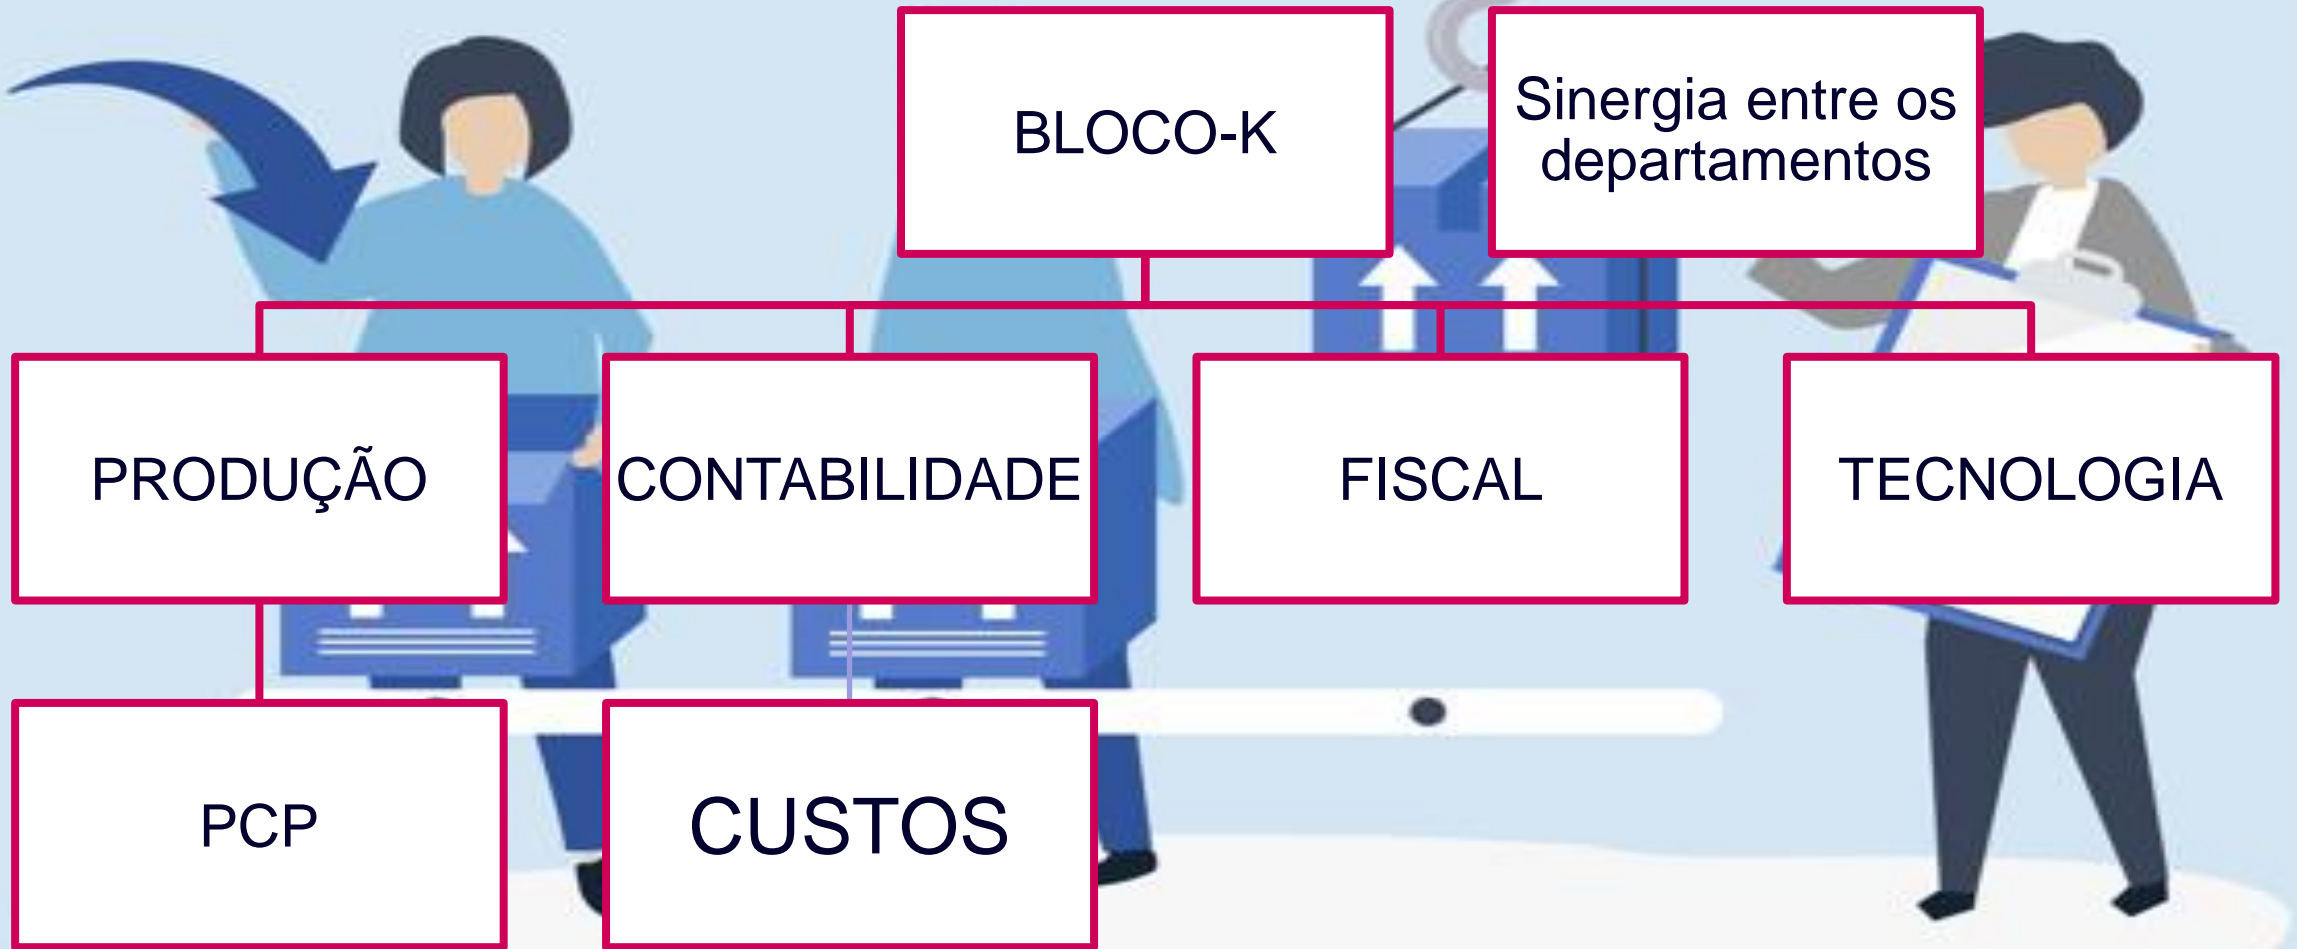 BLOCO-K
Sinergia entre os
departamentos
PRODUÇÃO
CONTABILIDADE
FISCAL
TECNOLOGIA
PCP
CUSTOS